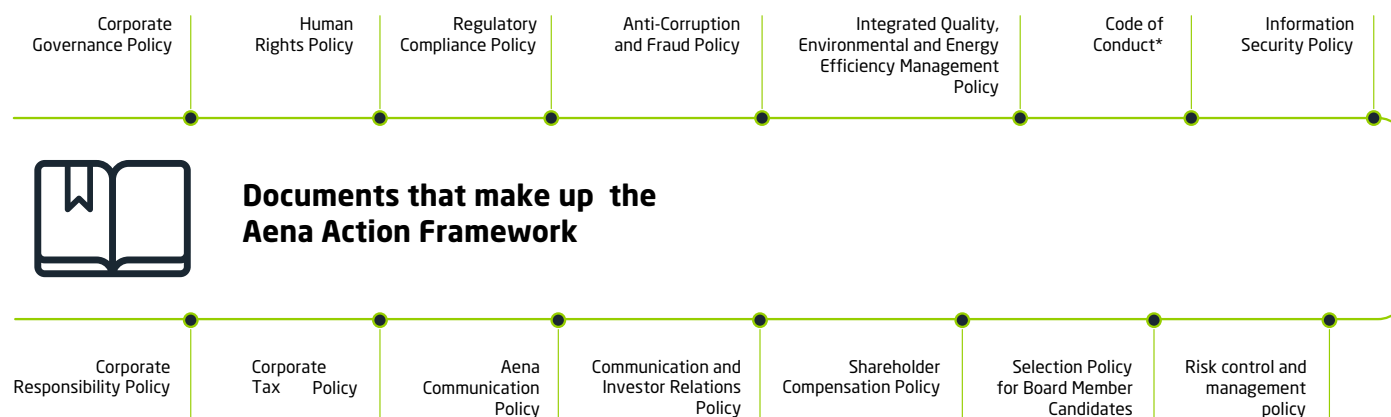 Corporate
Governance Policy
Human
Rights Policy
Regulatory
Compliance Policy
Anti-Corruption
and Fraud Policy
Integrated Quality,
Environmental and Energy
Efficiency Management
Policy
Code of
Conduct*
Information
Security Policy
Documents that make up the
Aena Action Framework
Corporate
Responsibility Policy
Corporate
Tax Policy
Aena
Communication
Policy
Communication and
Investor Relations
Policy
Shareholder
Compensation Policy
Selection Policy
for Board Member
Candidates
Risk control and
management
policy